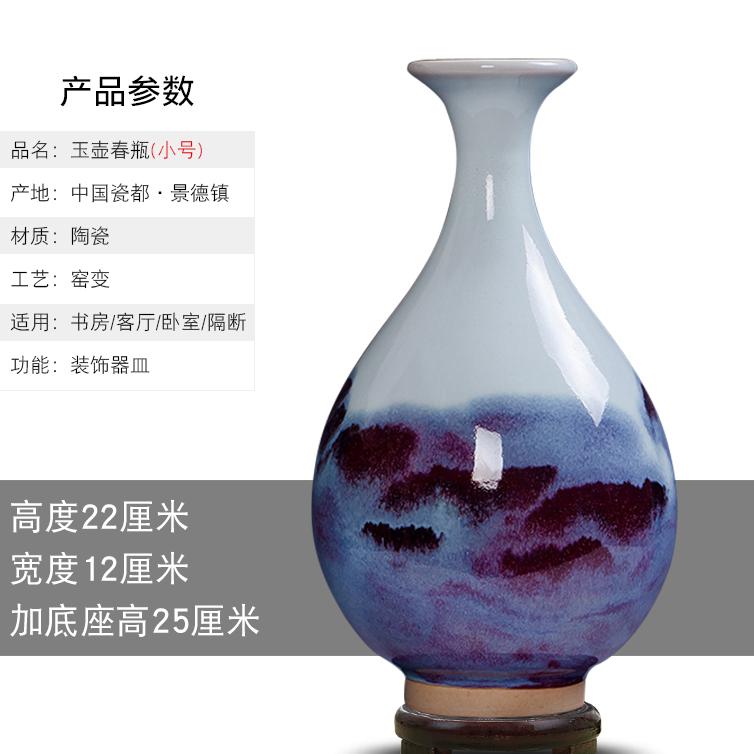 产品参数
品名：玉壶春瓶(小号)
产地：中国瓷都·景德镇
材质：陶瓷
工艺：窑变
适用：书房/客厅/卧室/隔断
功能：装饰器皿
高度22厘米
宽度12厘米
加底座高25厘米